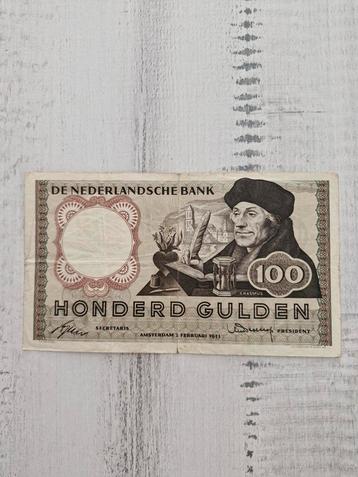 DE NEDERLANDSCHE BANK
100
ERASMUS
HONDERD GULDEN
SECRETARIS
AMSTERDAM 2 FEBRUARI 1953
PRESIDENT